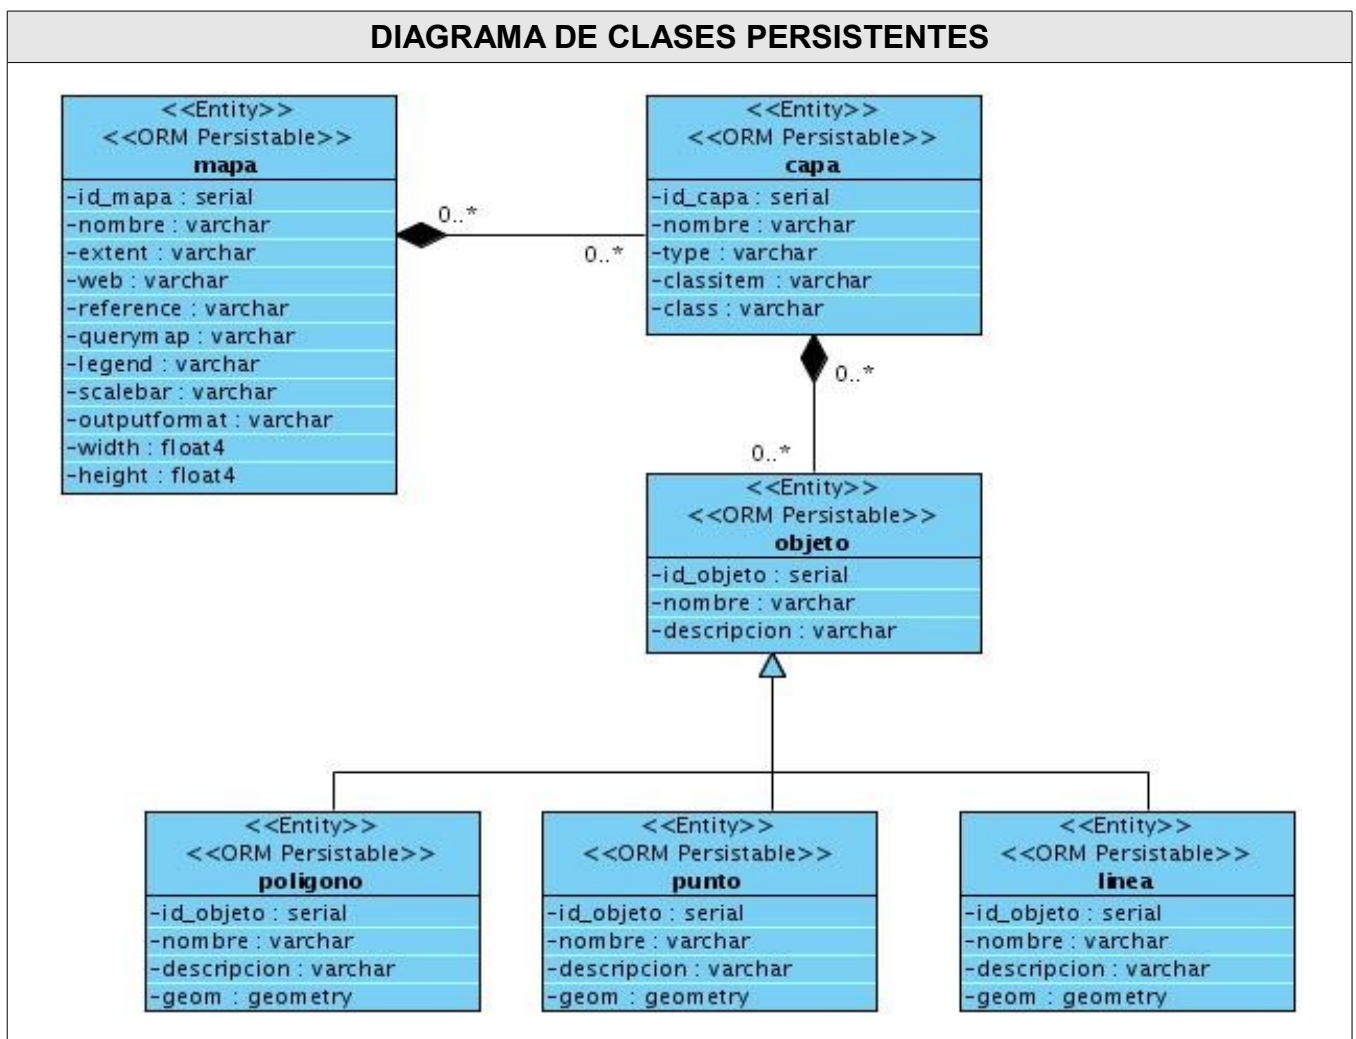 DIAGRAMA DE CLASES PERSISTENTES
<<Entity>>
<<ORM Persistable>>
mapa
-id_mapa : serial
-nombre : varchar
-extent : varchar
-web : varchar
-reference : varchar
-querymap : varchar
-legend : varchar
-scalebar : varchar
-outputformat : varchar
-width : float4
-height : float4
0..*
0..*
<<Entity>>
<<ORM Persistable>>
capa
-id_capa : serial
-nombre : varchar
-type : varchar
-classitem : varchar
-class : varchar
0..*
0..*
<<Entity>>
<<ORM Persistable>>
objeto
-id_objeto : serial
-nombre : varchar
-descripcion : varchar
<<Entity>>
<<ORM Persistable>>
poligono
-id_objeto : serial
-nombre : varchar
-descripcion : varchar
-geom : geometry
<<Entity>>
<<ORM Persistable>>
punto
-id_objeto : serial
-nombre : varchar
-descripcion : varchar
-geom : geometry
<<Entity>>
<<ORM Persistable>>
linea
-id_objeto : serial
-nombre : varchar
-descripcion : varchar
-geom : geometry